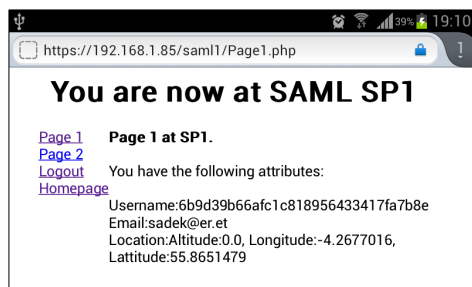 39% 19:10
https://192.168.1.85/saml1/Page1.php 1
You are now at SAML SP1
Page 1 Page 1 at SP1.
Page 2
Logout You have the following attributes:
Homepage
Username:6b9d39b66afc1c818956433417fa7b8e
Email:sadek@er.et
Location:Altitude:0.0, Longitude:-4.2677016,
Lattitude:55.8651479